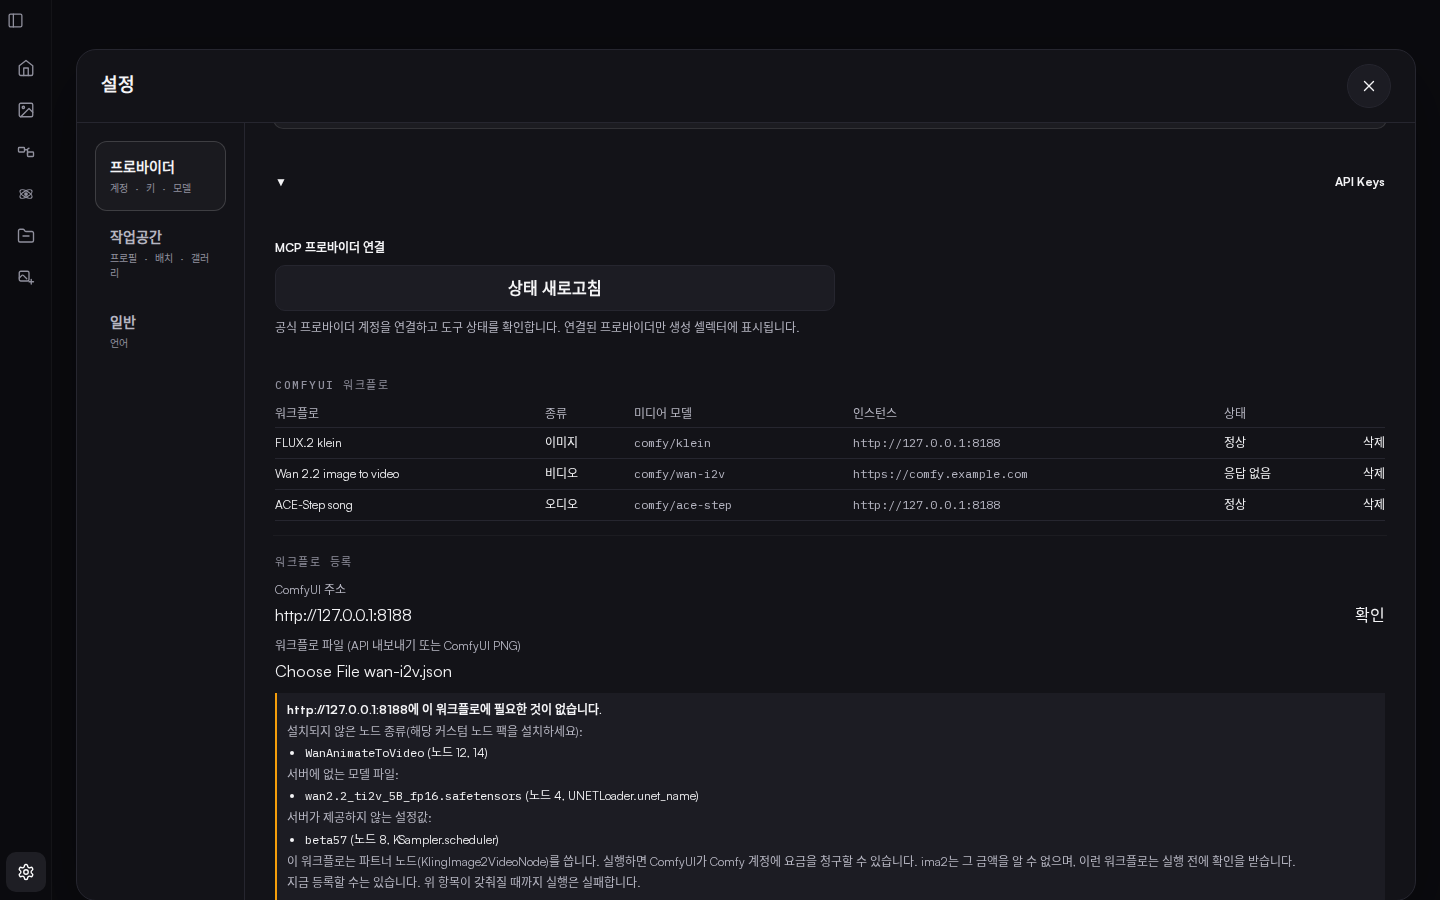 설정
프로바이더
계정 · 키 · 모델
작업공간
프로필 · 배치 · 갤러
리
일반
언어
▼ API Keys
MCP 프로바이더 연결
상태 새로고침
공식 프로바이더 계정을 연결하고 도구 상태를 확인합니다. 연결된 프로바이더만 생성 셀렉터에 표시됩니다.
COMFYUI 워크플로
워크플로 종류 미디어 모델 인스턴스 상태
FLUX.2 klein 이미지 comfy/klein http://127.0.0.1:8188 정상 삭제
Wan 2.2 image to video 비디오 comfy/wan-i2v https://comfy.example.com 응답 없음 삭제
ACE-Step song 오디오 comfy/ace-step http://127.0.0.1:8188 정상 삭제
워크플로 등록
ComfyUI 주소
http://127.0.0.1:8188 확인
워크플로 파일 (API 내보내기 또는 ComfyUI PNG)
Choose File wan-i2v.json
http://127.0.0.1:8188에 이 워크플로에 필요한 것이 없습니다.
설치되지 않은 노드 종류(해당 커스텀 노드 팩을 설치하세요):
• WanAnimateToVideo (노드 12, 14)
서버에 없는 모델 파일:
• wan2.2_ti2v_5B_fp16.safetensors (노드 4, UNETLoader.unet_name)
서버가 제공하지 않는 설정값:
• beta57 (노드 8, KSampler.scheduler)
이 워크플로는 파트너 노드(KlingImage2VideoNode)를 씁니다. 실행하면 ComfyUI가 Comfy 계정에 요금을 청구할 수 있습니다. ima2는 그 금액을 알 수 없으며, 이런 워크플로는 실행 전에 확인을 받습니다.
지금 등록할 수는 있습니다. 위 항목이 갖춰질 때까지 실행은 실패합니다.